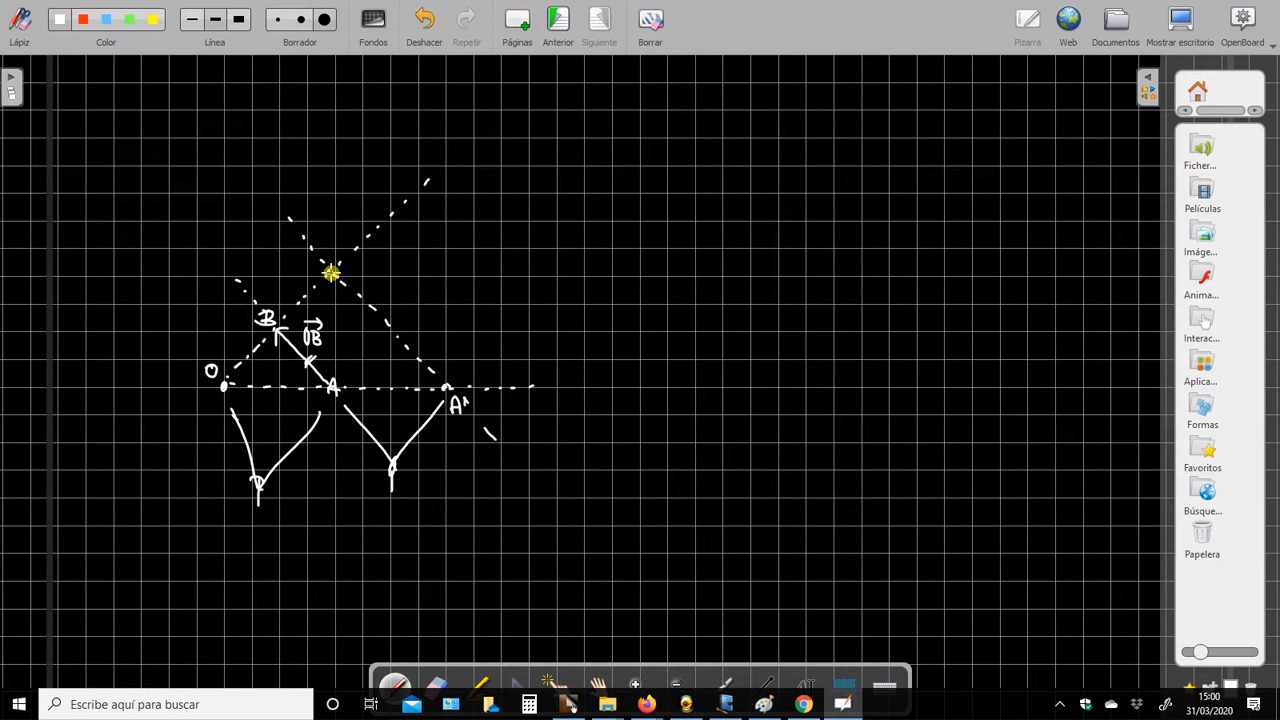 Lápiz
Color
Línea
Borrador
Fondos
Deshacer
Repetir
Páginas
Anterior
Siguiente
Borrar
Pizarra
Web
Documentos
Mostrar escritorio
OpenBoard
Ficher...
Películas
Imáge...
Anima...
Interac...
Aplica...
Formas
Favoritos
Búsque...
Papelera
B
OB
O
A
A'
Escribe aquí para buscar
15:00
31/03/2020